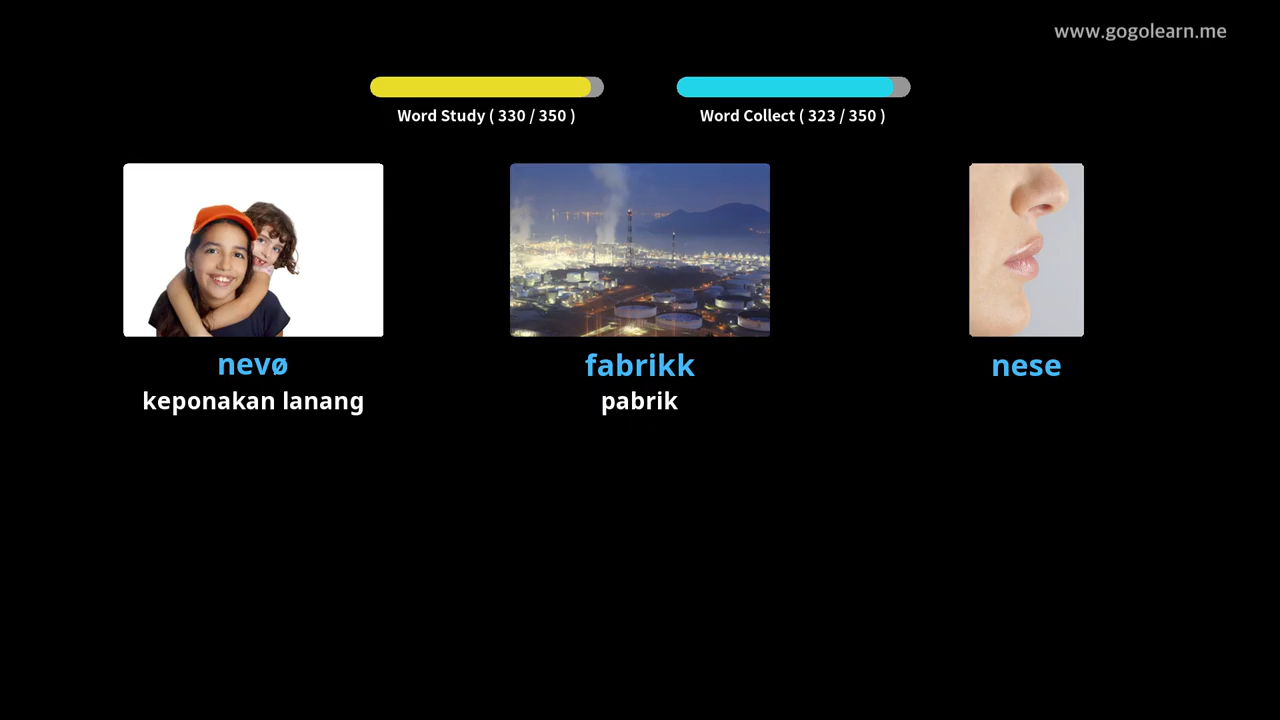 www.gogolearn.me
Word Study ( 330 / 350 )
Word Collect ( 323 / 350 )
nevø
fabrikk
nese
keponakan lanang
pabrik